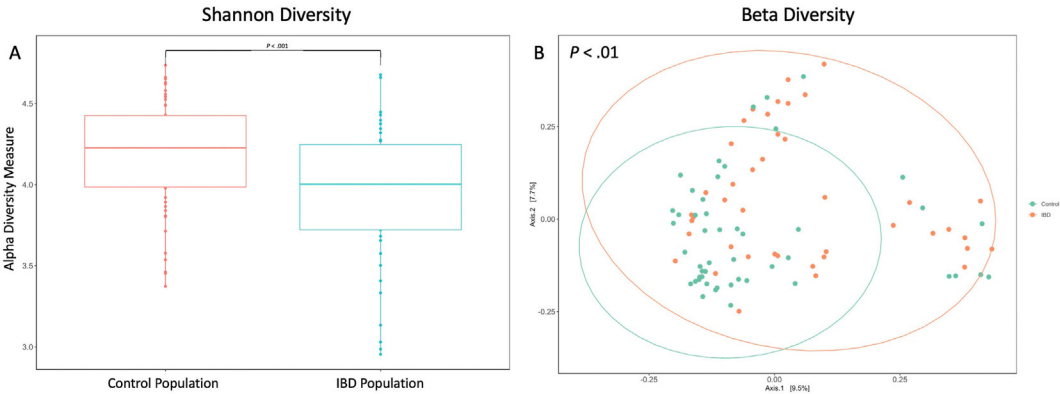 Shannon Diversity
A
P < .001
Alpha Diversity Measure
4.5
4.0
3.5
3.0
Control Population IBD Population
Beta Diversity
B P < .01
Axis.2 [7.7%]
0.25
0.00
-0.25
-0.25 0.00 0.25
Axis.1 [9.5%]
Control
IBD